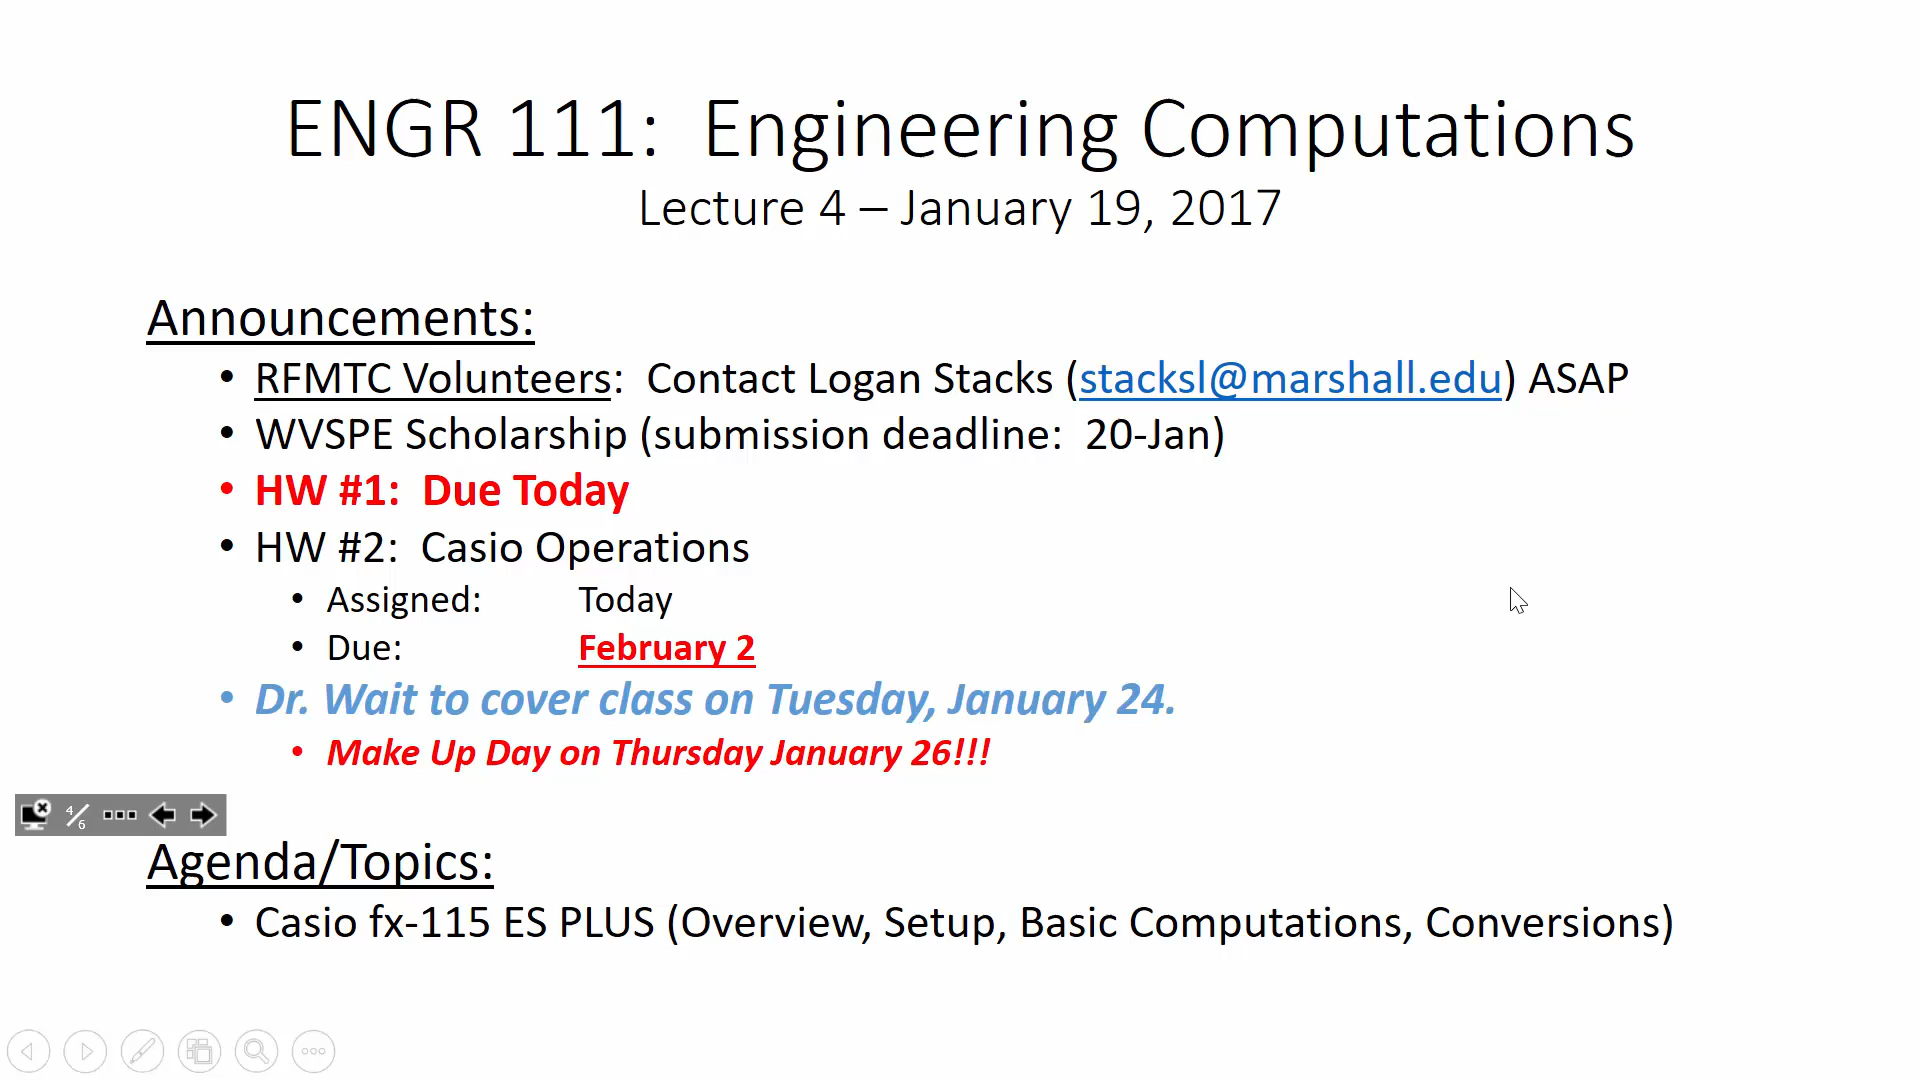 ENGR 111:  Engineering Computations
Lecture 4 – January 19, 2017
Announcements:
• RFMTC Volunteers:  Contact Logan Stacks (stacksl@marshall.edu) ASAP
• WVSPE Scholarship (submission deadline:  20-Jan)
• HW #1:  Due Today
• HW #2:  Casio Operations
• Assigned: Today
• Due: February 2
• Dr. Wait to cover class on Tuesday, January 24.
• Make Up Day on Thursday January 26!!!
4/6
Agenda/Topics:
• Casio fx-115 ES PLUS (Overview, Setup, Basic Computations, Conversions)